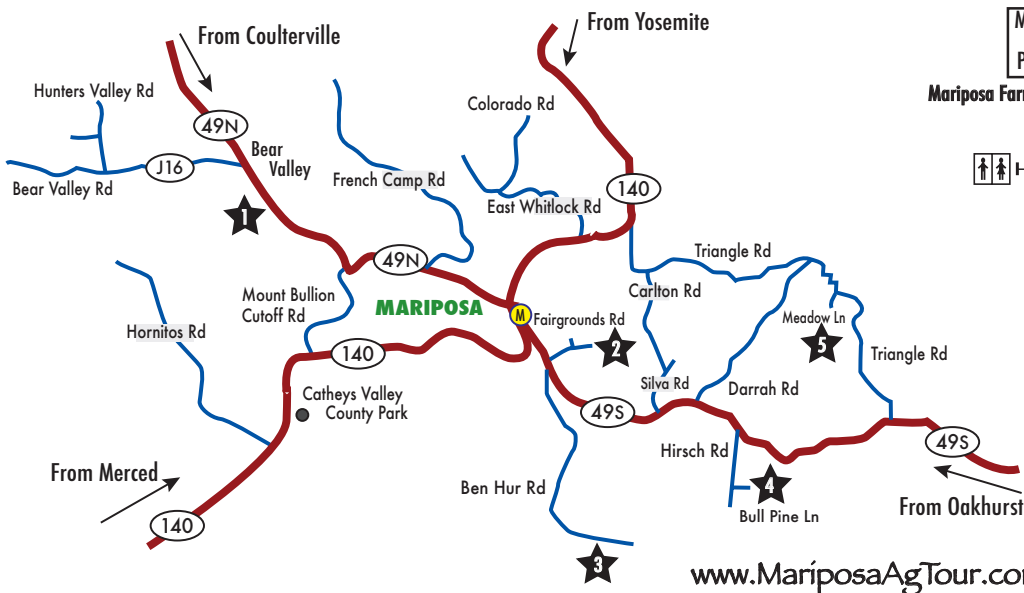 From Coulterville
From Yosemite
M
P
Mariposa Farm
Hunters Valley Rd
Colorado Rd
49N
Bear
Valley
J16
Bear Valley Rd
French Camp Rd
H
140
1
East Whitlock Rd
49N
Triangle Rd
Carlton Rd
Mount Bullion
Cutoff Rd
MARIPOSA
M
Fairgrounds Rd
Meadow Ln
Hornitos Rd
140
2
5
Triangle Rd
Silva Rd
Darrah Rd
Catheys Valley
County Park
49S
49S
Hirsch Rd
From Merced
Ben Hur Rd
4
From Oakhurst
Bull Pine Ln
140
3
www.MariposaAgTour.com